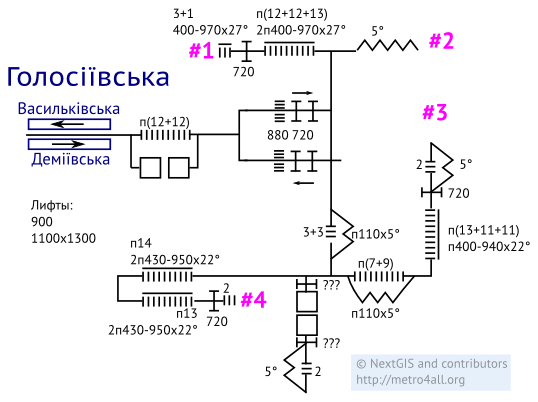 3+1
400-970x27°
п(12+12+13)
2п400-970x27°
5°
#1
#2
720
Голосіївська
Васильківська
Деміївська
п(12+12)
880 720
#3
2
5°
720
Лифты:
900
1100x1300
3+3
п110x5°
п(13+11+11)
п400-940x22°
п14
2п430-950x22°
п(7+9)
???
2
#4
п13
720
2п430-950x22°
п110x5°
???
5°
2
© NextGIS and contributors
http://metro4all.org